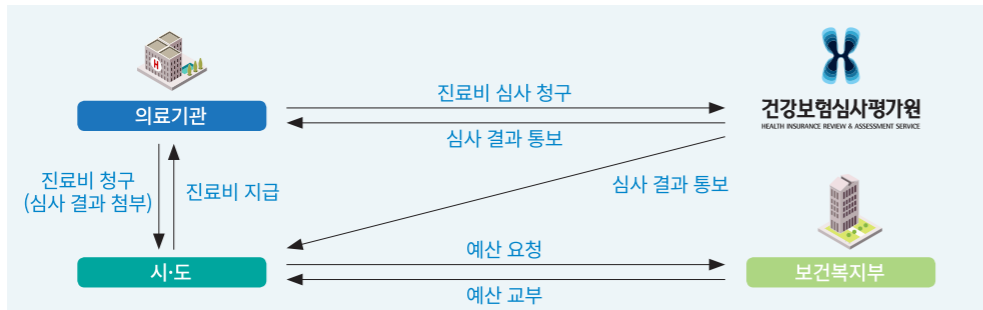 H
의료기관
진료비 심사 청구
심사 결과 통보
건강보험심사평가원
HEALTH INSURANCE REVIEW & ASSESSMENT SERVICE
진료비 청구
(심사 결과 첨부)
진료비 지급
심사 결과 통보
시·도
예산 요청
예산 교부
보건복지부